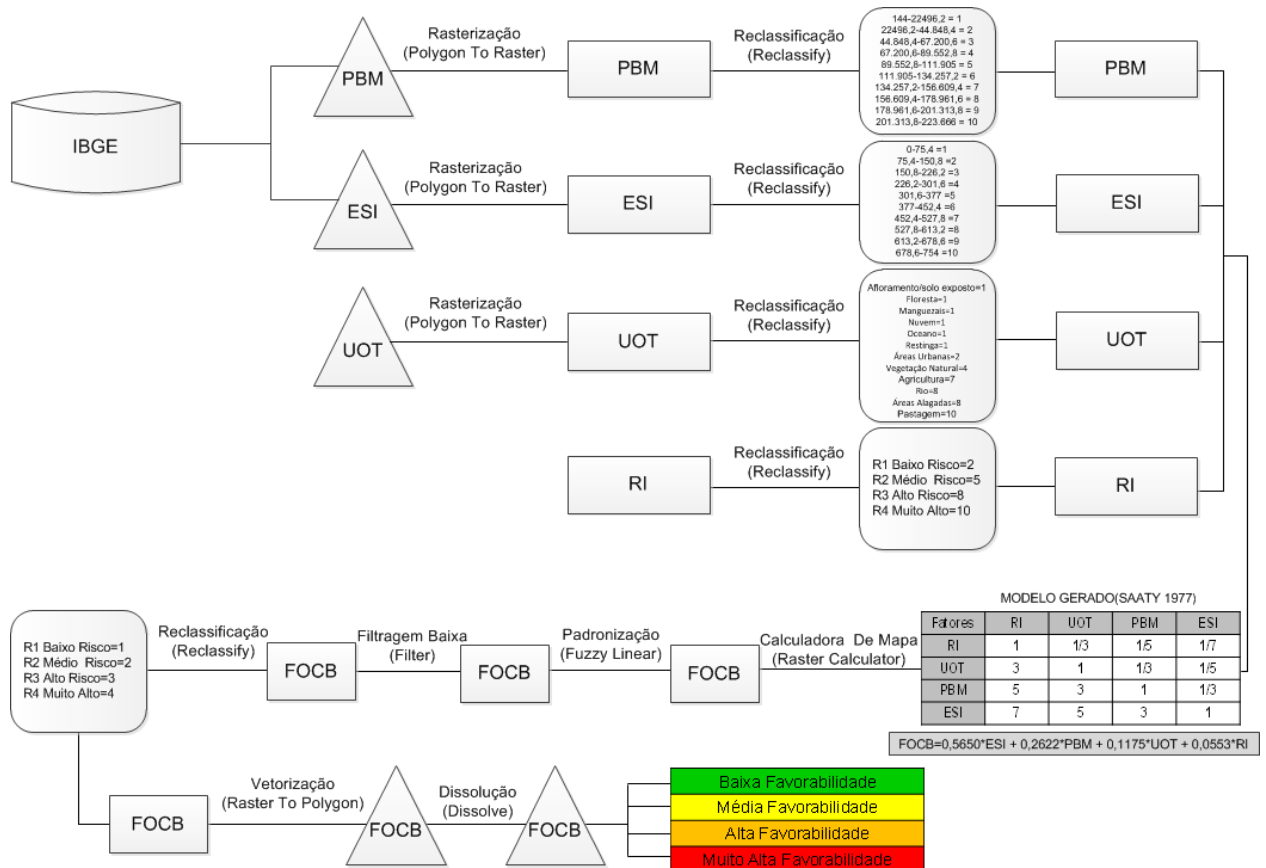 IBGE
PBM
Rasterização
(Polygon To Raster)
PBM
Reclassificação
(Reclassify)
144-22496,2 = 1
22496,2-44.848,4 = 2
44.848,4-67.200,6 = 3
67.200,6-89.552,8 = 4
89.552,8-111.905 = 5
111.905-134.257,2 = 6
134.257,2-156.609,4 = 7
156.609,4-178.961,6 = 8
178.961,6-201.313,8 = 9
201.313,8-223.666 = 10
PBM
ESI
Rasterização
(Polygon To Raster)
ESI
Reclassificação
(Reclassify)
0-75,4 =1
75,4-150,8 =2
150,8-226,2 =3
226,2-301,6 =4
301,6-377 =5
377-452,4 =6
452,4-527,8 =7
527,8-613,2 =8
613,2-678,6 =9
678,6-754 =10
ESI
UOT
Rasterização
(Polygon To Raster)
UOT
Reclassificação
(Reclassify)
Afloramento/solo exposto=1
Floresta=1
Manguezais=1
Nuvem=1
Oceano=1
Restinga=1
Áreas Urbanas=2
Vegetação Natural=4
Agricultura=7
Rio=8
Áreas Alagadas=8
Pastagem=10
UOT
RI
Reclassificação
(Reclassify)
R1 Baixo Risco=2
R2 Médio Risco=5
R3 Alto Risco=8
R4 Muito Alto=10
RI
MODELO GERADO(SAATY 1977)
Fatores RI UOT PBM ESI
RI 1 1/3 1/5 1/7
UOT 3 1 1/3 1/5
PBM 5 3 1 1/3
ESI 7 5 3 1
FOCB=0,5650*ESI + 0,2622*PBM + 0,1175*UOT + 0,0553*RI
Calculadora De Mapa
(Raster Calculator)
FOCB
Padronização
(Fuzzy Linear)
FOCB
Filtragem Baixa
(Filter)
FOCB
Reclassificação
(Reclassify)
R1 Baixo Risco=1
R2 Médio Risco=2
R3 Alto Risco=3
R4 Muito Alto=4
FOCB
Vetorização
(Raster To Polygon)
FOCB
Dissolução
(Dissolve)
FOCB
Baixa Favorabilidade
Média Favorabilidade
Alta Favorabilidade
Muito Alta Favorabilidade